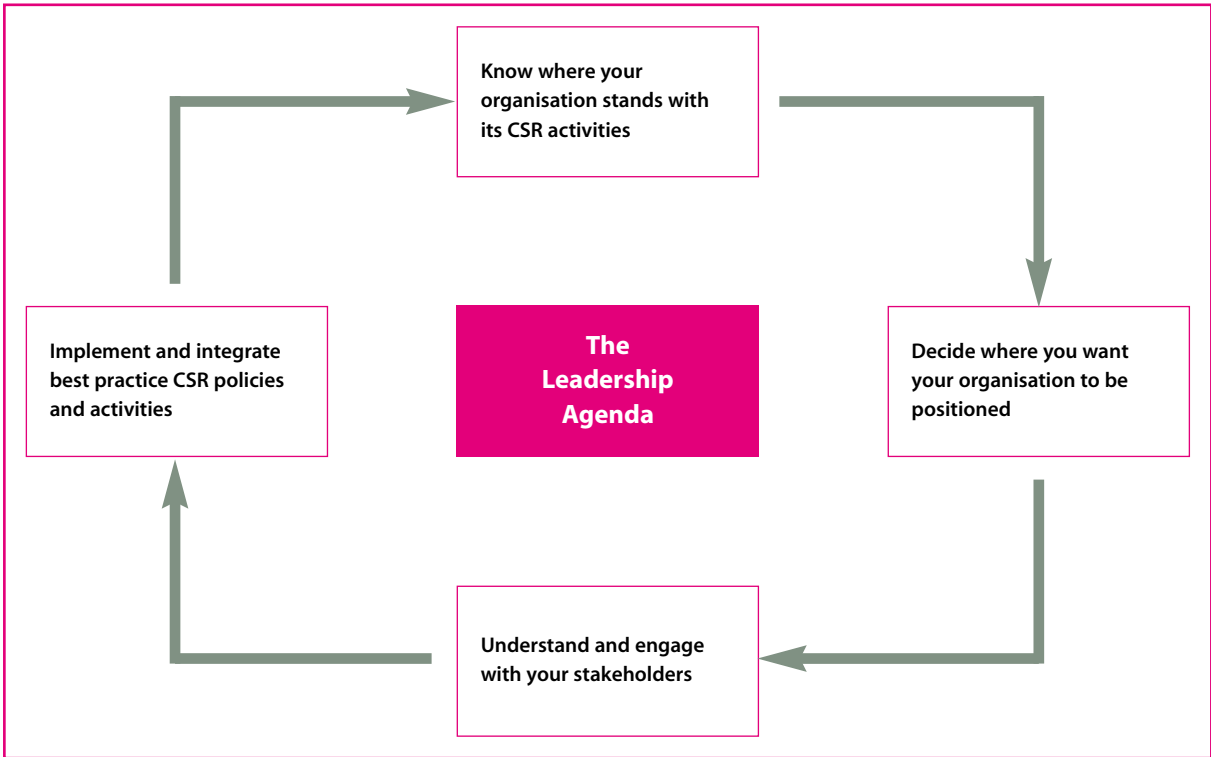 Know where your
organisation stands with
its CSR activities
Implement and integrate
best practice CSR policies
and activities
The
Leadership
Agenda
Decide where you want
your organisation to be
positioned
Understand and engage
with your stakeholders